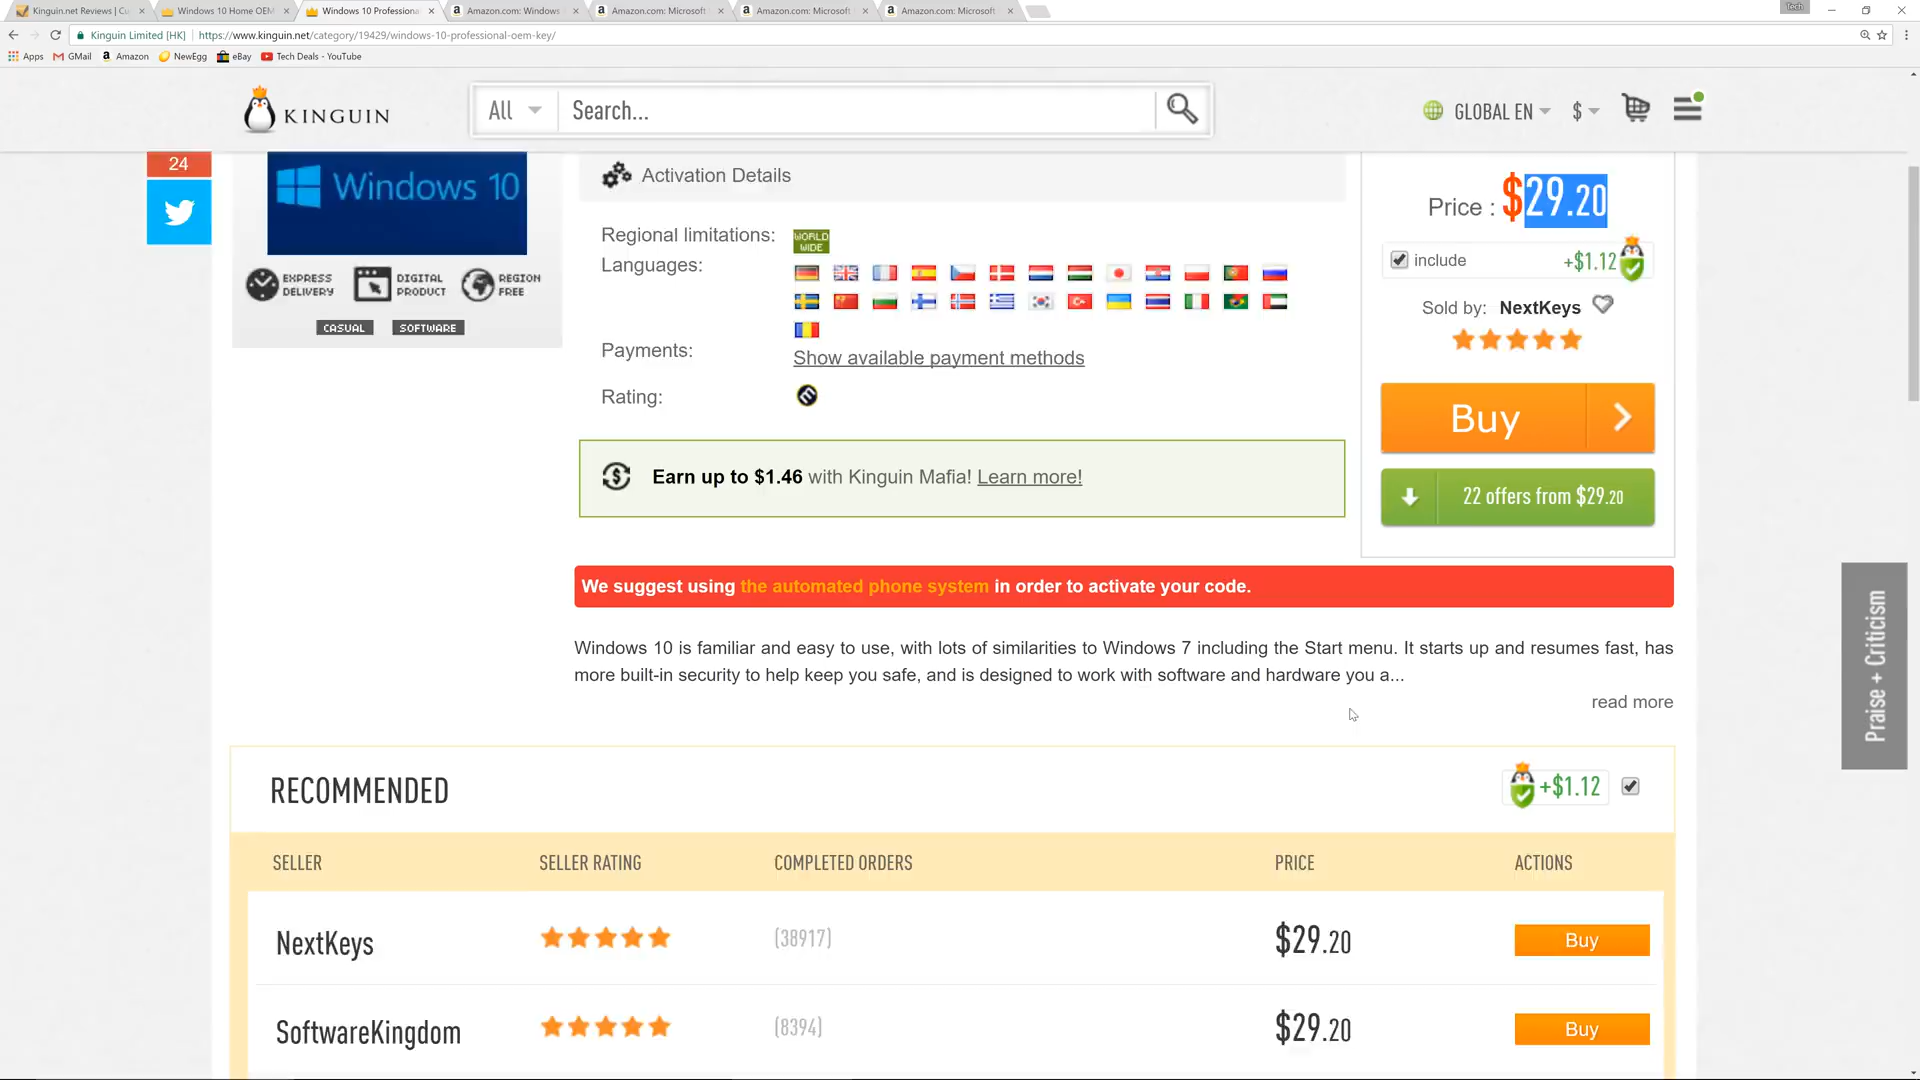 Kinguin.net Reviews | Cu
Windows 10 Home OEM
Windows 10 Professiona
Amazon.com: Windows
Amazon.com: Microsoft
Amazon.com: Microsoft
Amazon.com: Microsoft
Tech
Kinguin Limited [HK]
https://www.kinguin.net/category/19429/windows-10-professional-oem-key/
Apps GMail Amazon NewEgg eBay Tech Deals - YouTube
KINGUIN
All
Search...
GLOBAL EN
$
24
Windows 10
EXPRESS DELIVERY
DIGITAL PRODUCT
REGION FREE
CASUAL SOFTWARE
Activation Details
Regional limitations: WORLD WIDE
Languages:
Payments: Show available payment methods
Rating:
Earn up to $1.46 with Kinguin Mafia! Learn more!
Price : $29.20
include +$1.12
Sold by: NextKeys
Buy
22 offers from $29.20
We suggest using the automated phone system in order to activate your code.
Windows 10 is familiar and easy to use, with lots of similarities to Windows 7 including the Start menu. It starts up and resumes fast, has
more built-in security to help keep you safe, and is designed to work with software and hardware you a...
read more
Praise + Criticism
RECOMMENDED
+$1.12
SELLER SELLER RATING COMPLETED ORDERS PRICE ACTIONS
NextKeys (38917) $29.20 Buy
SoftwareKingdom (8394) $29.20 Buy